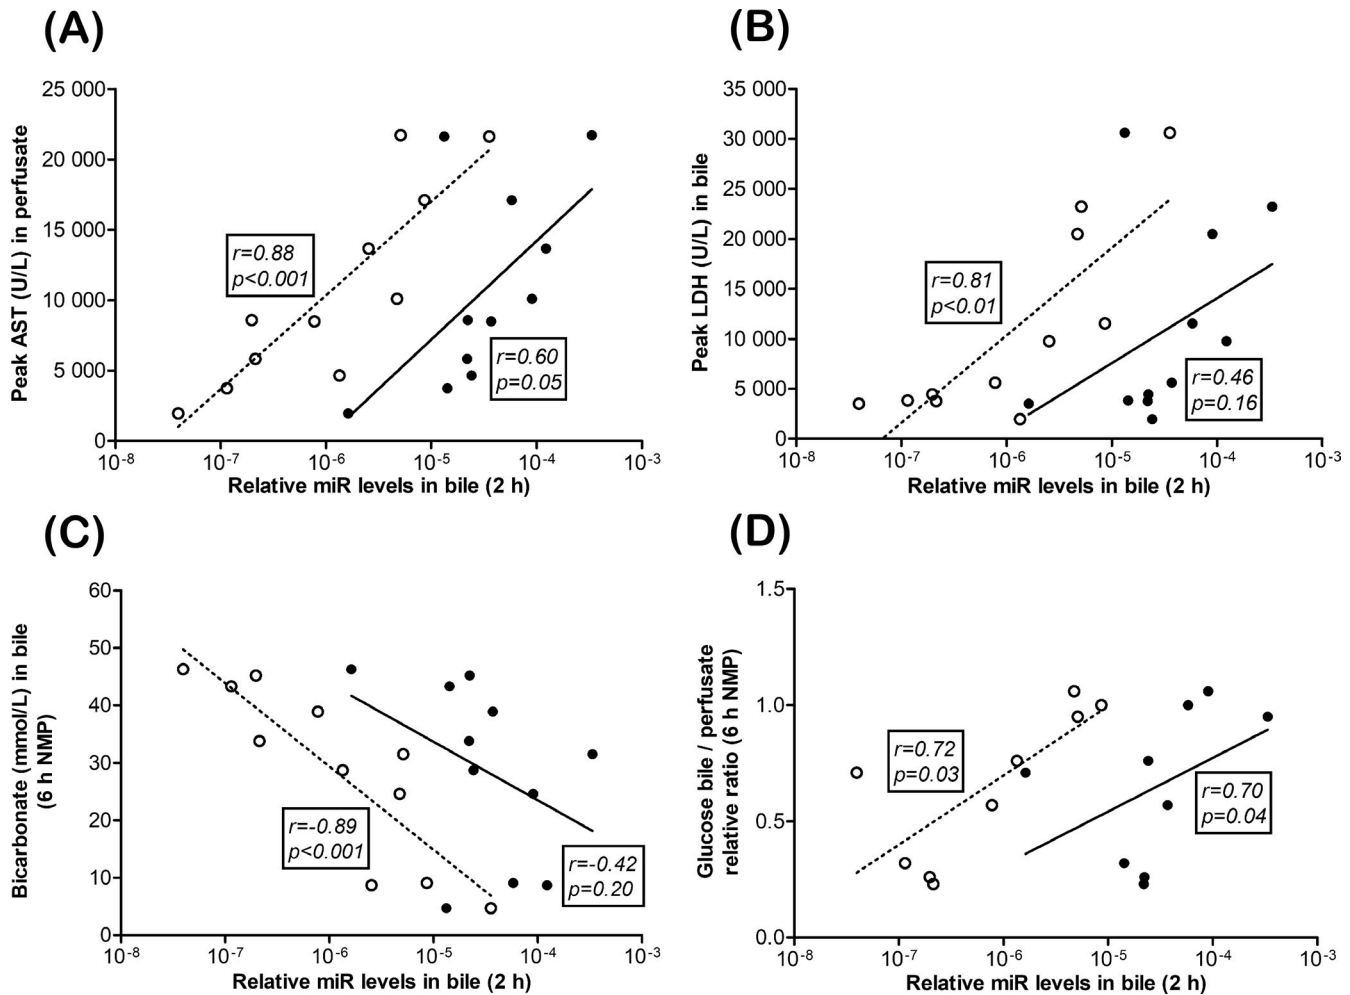 (A)
Peak AST (U/L) in perfusate
25 000
20 000
15 000
10 000
5 000
0
r=0.88
p<0.001
r=0.60
p=0.05
10-8
10-7
10-6
10-5
10-4
10-3
Relative miR levels in bile (2 h)
(B)
Peak LDH (U/L) in bile
35 000
30 000
25 000
20 000
15 000
10 000
5 000
0
r=0.81
p<0.01
r=0.46
p=0.16
10-8
10-7
10-6
10-5
10-4
10-3
Relative miR levels in bile (2 h)
(C)
Bicarbonate (mmol/L) in bile
(6 h NMP)
60
50
40
30
20
10
0
r=-0.89
p<0.001
r=-0.42
p=0.20
10-8
10-7
10-6
10-5
10-4
10-3
Relative miR levels in bile (2 h)
(D)
Glucose bile / perfusate
relative ratio (6 h NMP)
1.5
1.0
0.5
0.0
r=0.72
p=0.03
r=0.70
p=0.04
10-8
10-7
10-6
10-5
10-4
10-3
Relative miR levels in bile (2 h)